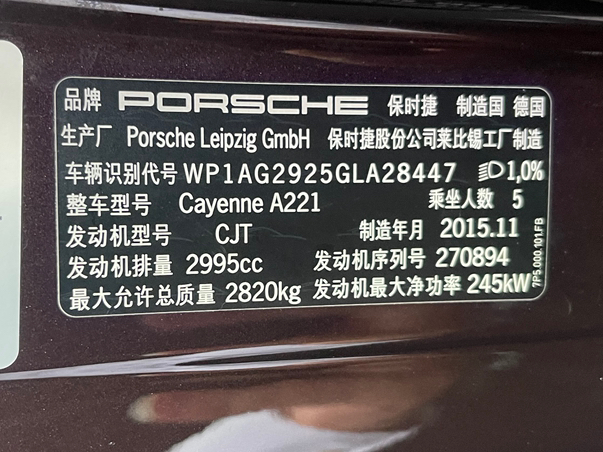 品牌 PORSCHE 保时捷 制造国 德国
生产厂 Porsche Leipzig GmbH 保时捷股份公司莱比锡工厂制造
车辆识别代号 WP1AG2925GLA28447 1,0%
整车型号 Cayenne A221 乘坐人数 5
发动机型号 CJT 制造年月 2015.11
发动机排量 2995cc 发动机序列号 270894
最大允许总质量 2820kg 发动机最大净功率 245kW
7P5.000.101.FB